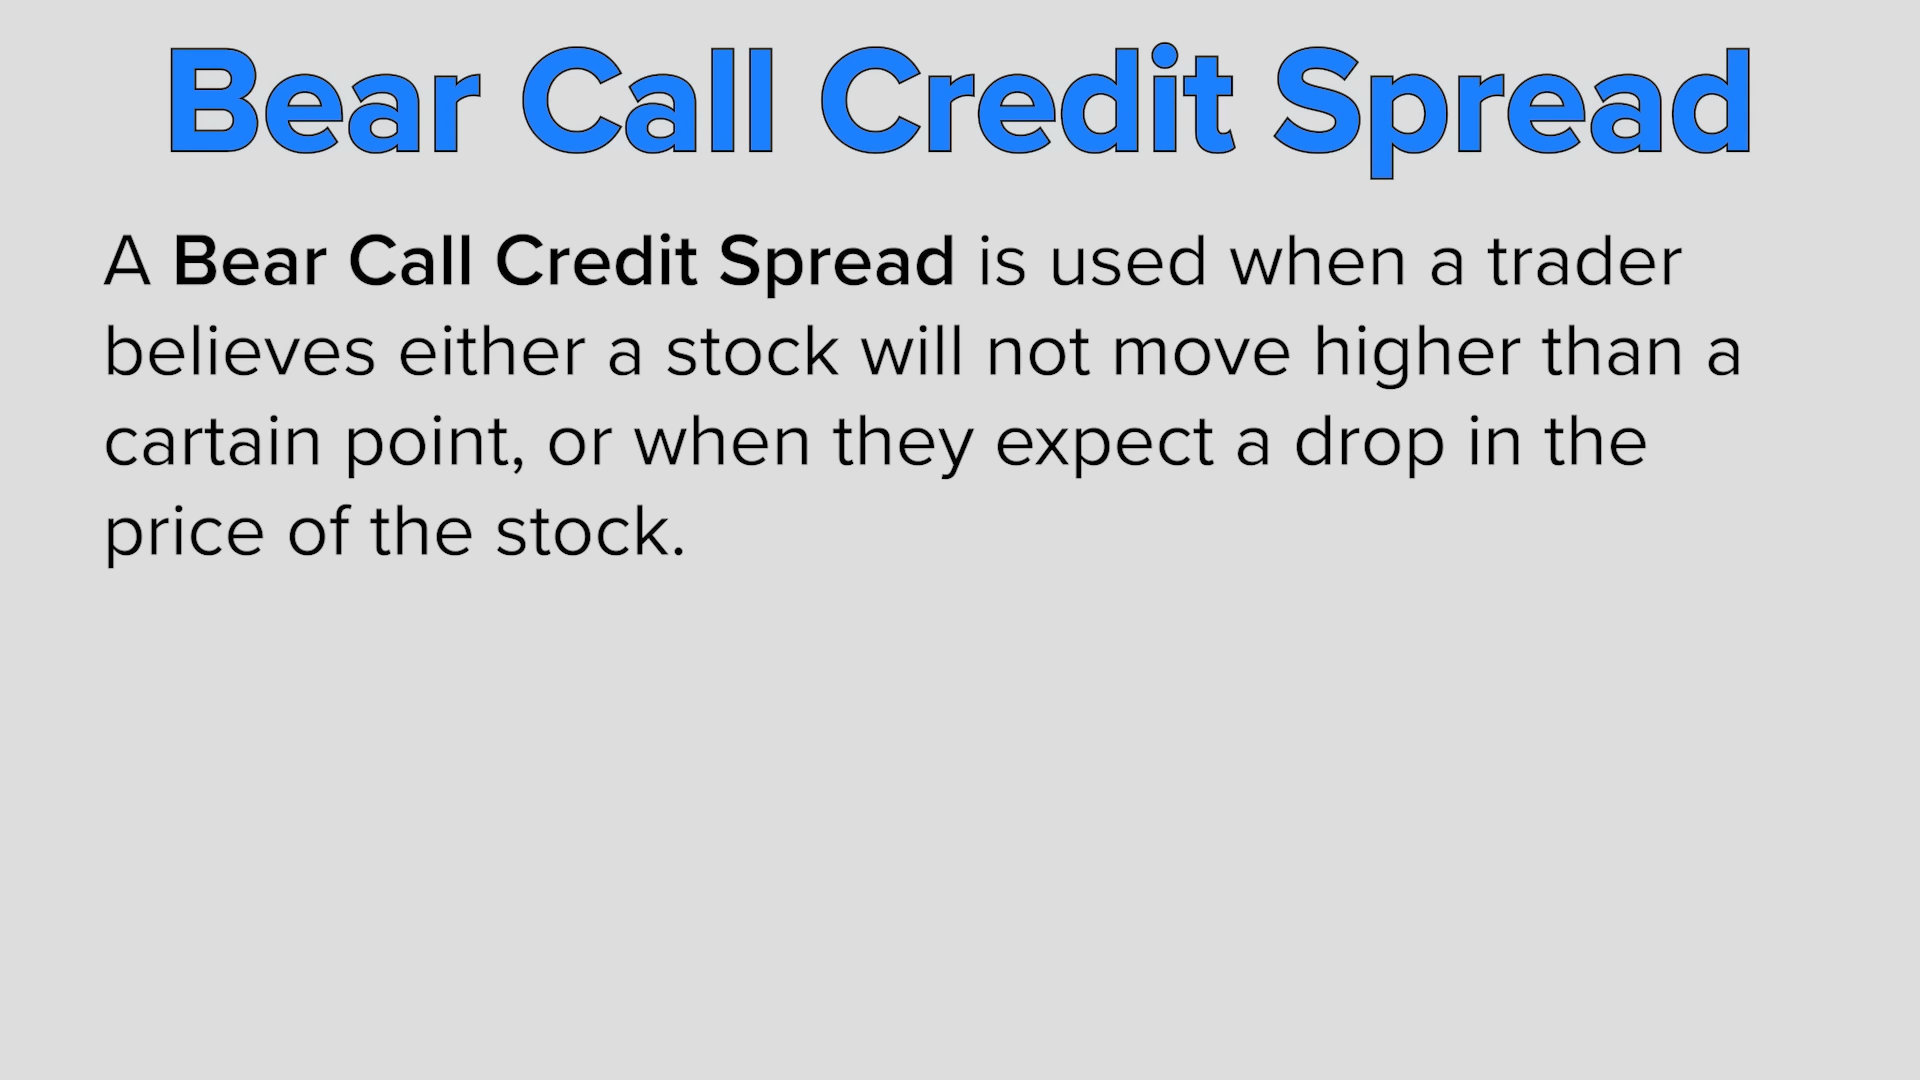 Bear Call Credit Spread
A Bear Call Credit Spread is used when a trader
believes either a stock will not move higher than a
cartain point, or when they expect a drop in the
price of the stock.